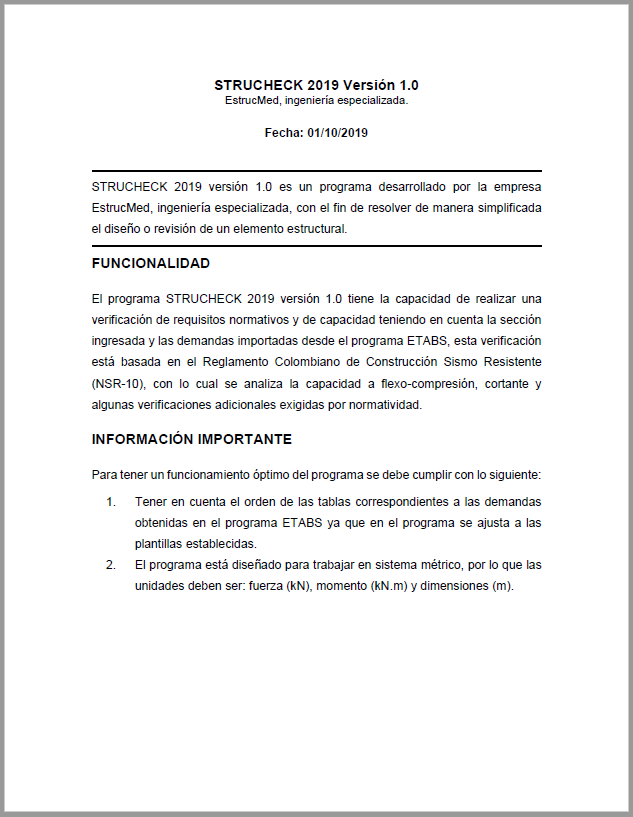 STRUCHECK 2019 Versión 1.0
EstrucMed, ingeniería especializada.
Fecha: 01/10/2019
STRUCHECK 2019 versión 1.0 es un programa desarrollado por la empresa
EstrucMed, ingeniería especializada, con el fin de resolver de manera simplificada
el diseño o revisión de un elemento estructural.
FUNCIONALIDAD
El programa STRUCHECK 2019 versión 1.0 tiene la capacidad de realizar una
verificación de requisitos normativos y de capacidad teniendo en cuenta la sección
ingresada y las demandas importadas desde el programa ETABS, esta verificación
está basada en el Reglamento Colombiano de Construcción Sismo Resistente
(NSR-10), con lo cual se analiza la capacidad a flexo-compresión, cortante y
algunas verificaciones adicionales exigidas por normatividad.
INFORMACIÓN IMPORTANTE
Para tener un funcionamiento óptimo del programa se debe cumplir con lo siguiente:
1. Tener en cuenta el orden de las tablas correspondientes a las demandas
obtenidas en el programa ETABS ya que en el programa se ajusta a las
plantillas establecidas.
2. El programa está diseñado para trabajar en sistema métrico, por lo que las
unidades deben ser: fuerza (kN), momento (kN.m) y dimensiones (m).